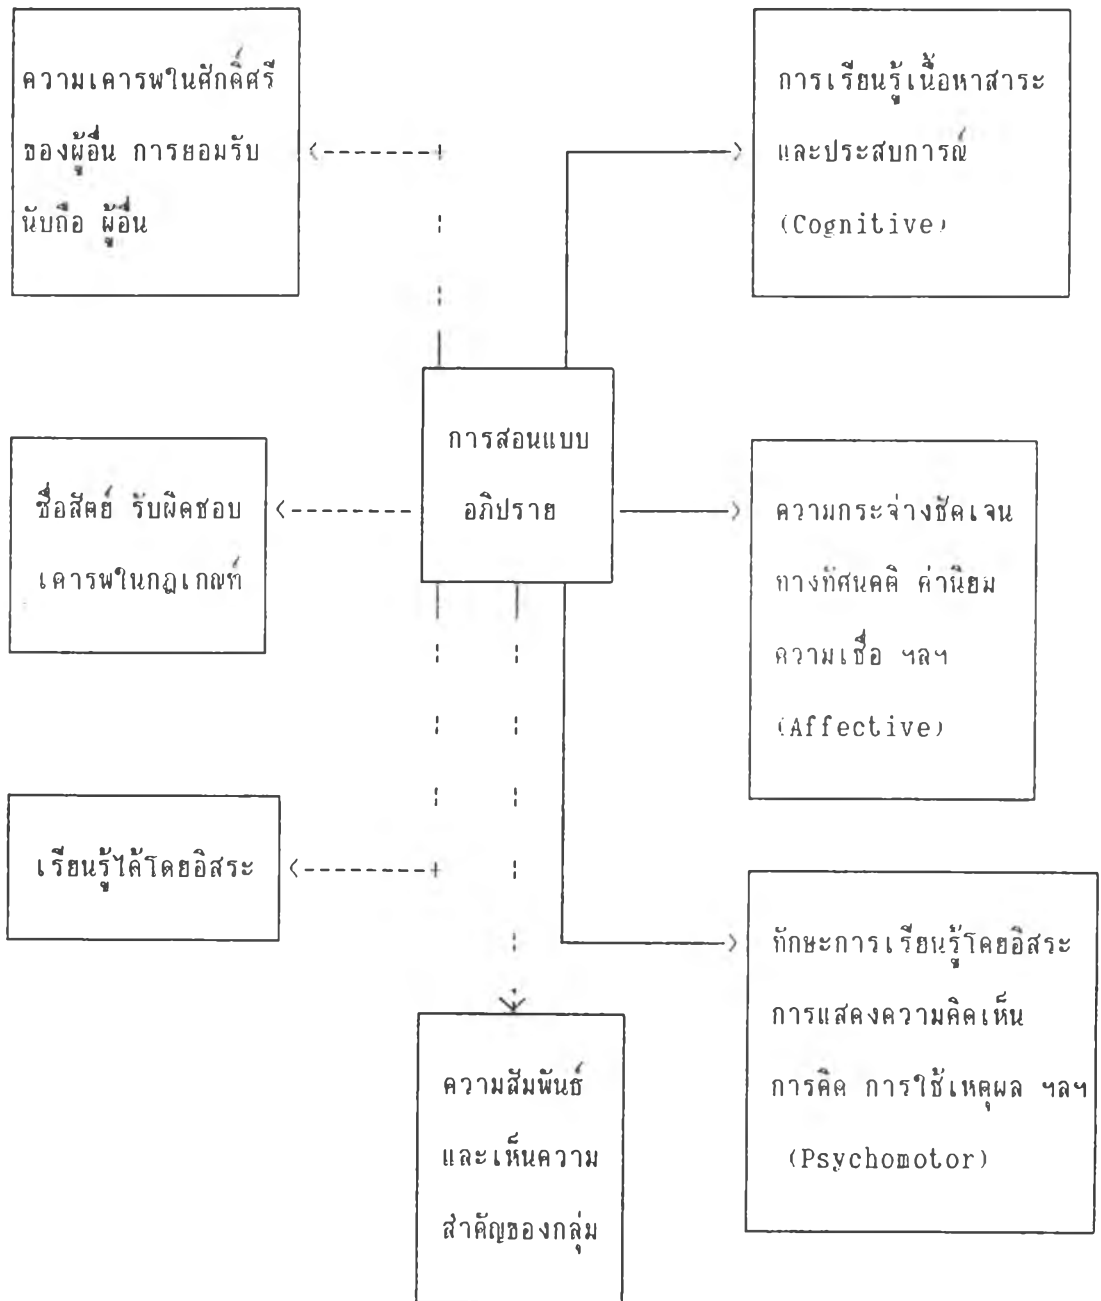 ความเคารพในศักดิ์ศรี
ของผู้อื่น การยอมรับ
นับถือ ผู้อื่น
การเรียนรู้เนื้อหาสาระ
และประสบการณ์
(Cognitive)
การสอนแบบ
อภิปราย
ซื่อสัตย์ รับผิดชอบ
เคารพในกฎเกณฑ์
ความกระจ่างชัดเจน
ทางทัศนคติ ค่านิยม
ความเชื่อ ฯลฯ
(Affective)
เรียนรู้ได้โดยอิสระ
ทักษะการเรียนรู้โดยอิสระ
การแสดงความคิดเห็น
การคิด การใช้เหตุผล ฯลฯ
(Psychomotor)
ความสัมพันธ์
และเห็นความ
สำคัญของกลุ่ม